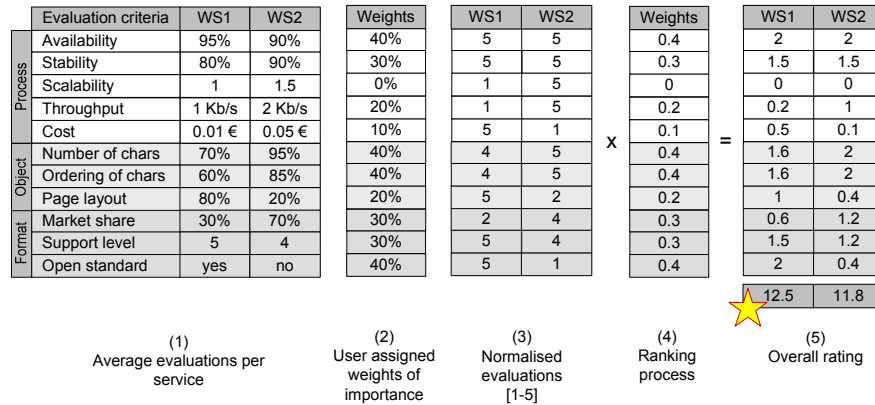 Evaluation criteria WS1 WS2 Weights WS1 WS2 Weights WS1 WS2
Process
Availability 95% 90% 40% 5 5 0.4 2 2
Stability 80% 90% 30% 5 5 0.3 1.5 1.5
Scalability 1 1.5 0% 1 5 0 0 0
Throughput 1 Kb/s 2 Kb/s 20% 1 5 0.2 0.2 1
Cost 0.01 € 0.05 € 10% 5 1 0.1 0.5 0.1
x =
Object
Number of chars 70% 95% 40% 4 5 0.4 1.6 2
Ordering of chars 60% 85% 40% 4 5 0.4 1.6 2
Page layout 80% 20% 20% 5 2 0.2 1 0.4
Format
Market share 30% 70% 30% 2 4 0.3 0.6 1.2
Support level 5 4 30% 5 4 0.3 1.5 1.2
Open standard yes no 40% 5 1 0.4 2 0.4
12.5 11.8
(1)
Average evaluations per
service
(2)
User assigned
weights of
importance
(3)
Normalised
evaluations
[1-5]
(4)
Ranking
process
(5)
Overall rating